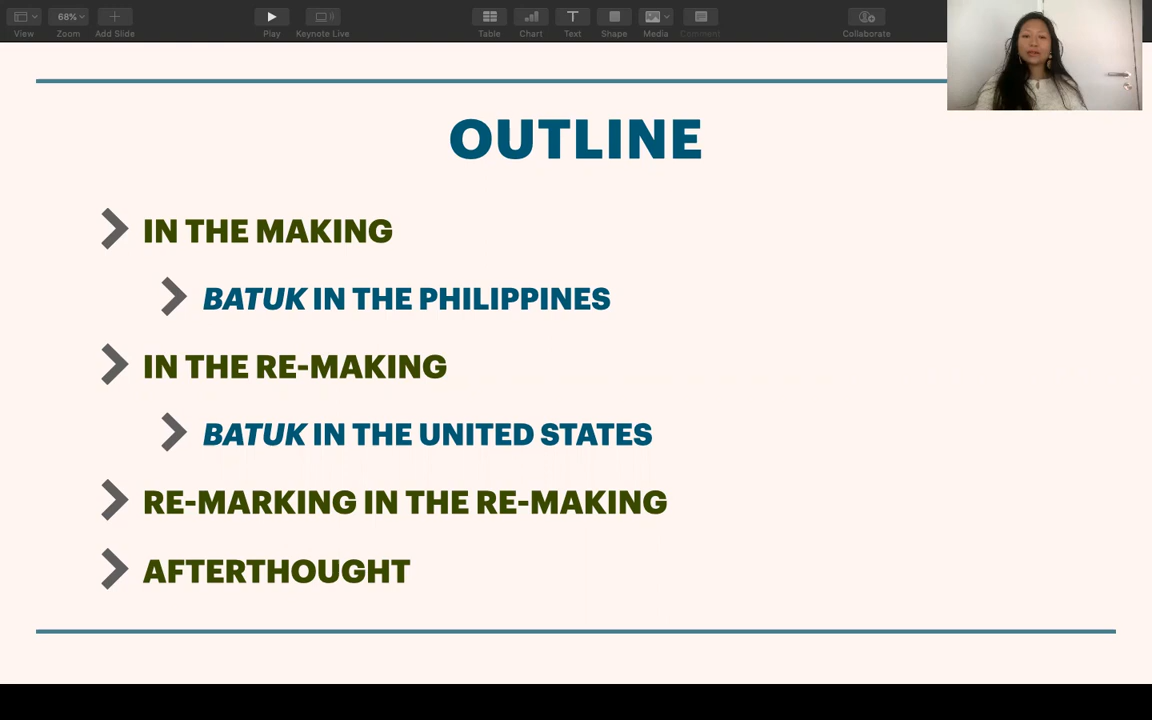 68%
View
Zoom
Add Slide
Play
Keynote Live
Table
Chart
Text
Shape
Media
Comment
Collaborate
OUTLINE
IN THE MAKING
BATUK IN THE PHILIPPINES
IN THE RE-MAKING
BATUK IN THE UNITED STATES
RE-MARKING IN THE RE-MAKING
AFTERTHOUGHT